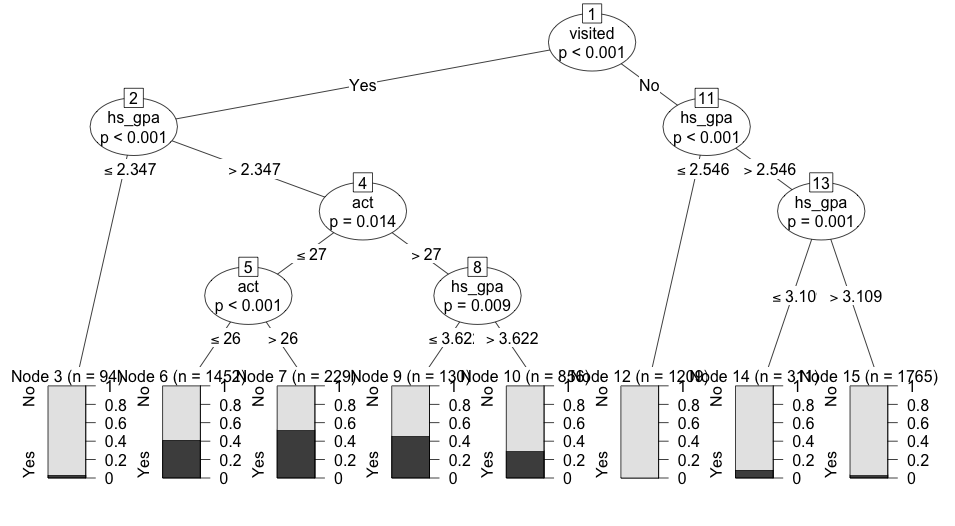 1
visited
p < 0.001
Yes
No
2
hs_gpa
p < 0.001
11
hs_gpa
p < 0.001
≤ 2.347
> 2.347
≤ 2.546
> 2.546
4
act
p = 0.014
13
hs_gpa
p = 0.001
≤ 27
> 27
5
act
p < 0.001
8
hs_gpa
p = 0.009
≤ 3.10
> 3.109
≤ 26
> 26
≤ 3.62
> 3.622
Node 3 (n = 94)
No
Yes
1
0.8
0.6
0.4
0.2
0
Node 6 (n = 1452)
No
Yes
1
0.8
0.6
0.4
0.2
0
Node 7 (n = 229)
No
Yes
1
0.8
0.6
0.4
0.2
0
Node 9 (n = 130)
No
Yes
1
0.8
0.6
0.4
0.2
0
Node 10 (n =
No
Yes
1
0.8
0.6
0.4
0.2
0
Node 12 (n =
No
Yes
1
0.8
0.6
0.4
0.2
0
Node 14 (n = 311)
No
Yes
1
0.8
0.6
0.4
0.2
0
Node 15 (n = 1765)
No
Yes
1
0.8
0.6
0.4
0.2
0